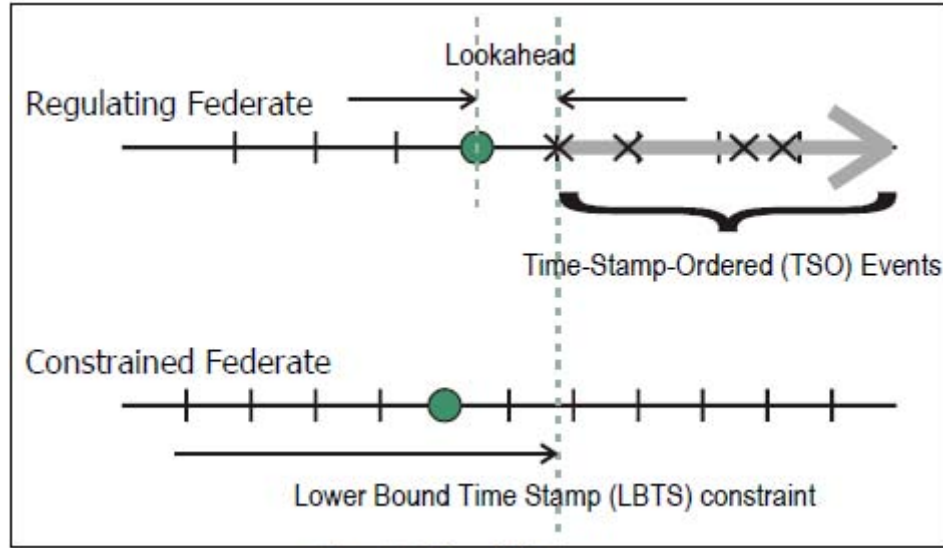 Lookahead
Regulating Federate
Time-Stamp-Ordered (TSO) Events
Constrained Federate
Lower Bound Time Stamp (LBTS) constraint